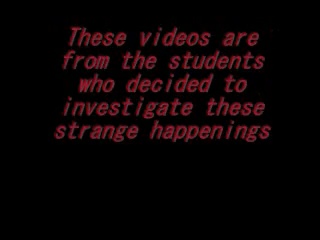 These videos are
from the students
who decided to
investigate these
strange happenings